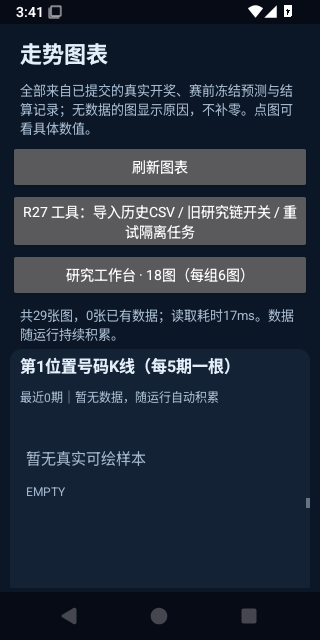 3:41
走势图表
全部来自已提交的真实开奖、赛前冻结预测与结
算记录；无数据的图显示原因，不补零。点图可
看具体数值。
刷新图表
R27 工具：导入历史CSV / 旧研究链开关 / 重
试隔离任务
研究工作台 · 18图（每组6图）
共29张图，0张已有数据；读取耗时17ms。数据
随运行持续积累。
第1位置号码K线（每5期一根）
最近0期｜暂无数据，随运行自动积累
暂无真实可绘样本
EMPTY